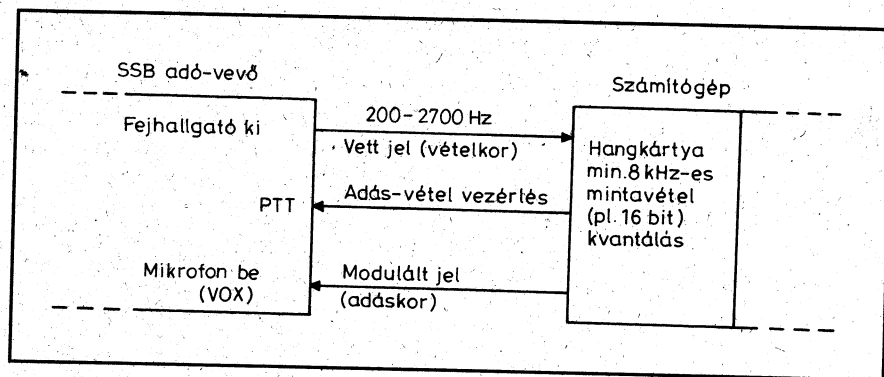 SSB adó-vevő
Számítógép
Fejhallgató ki
200-2700 Hz
Vett jel (vételkor)
Hangkártya
min. 8 kHz-es
mintavétel
(pl. 16 bit)
kvantálás
PTT
Adás-vétel vezértés
Mikrofon be
(VOX)
Modulált jel
(adáskor)